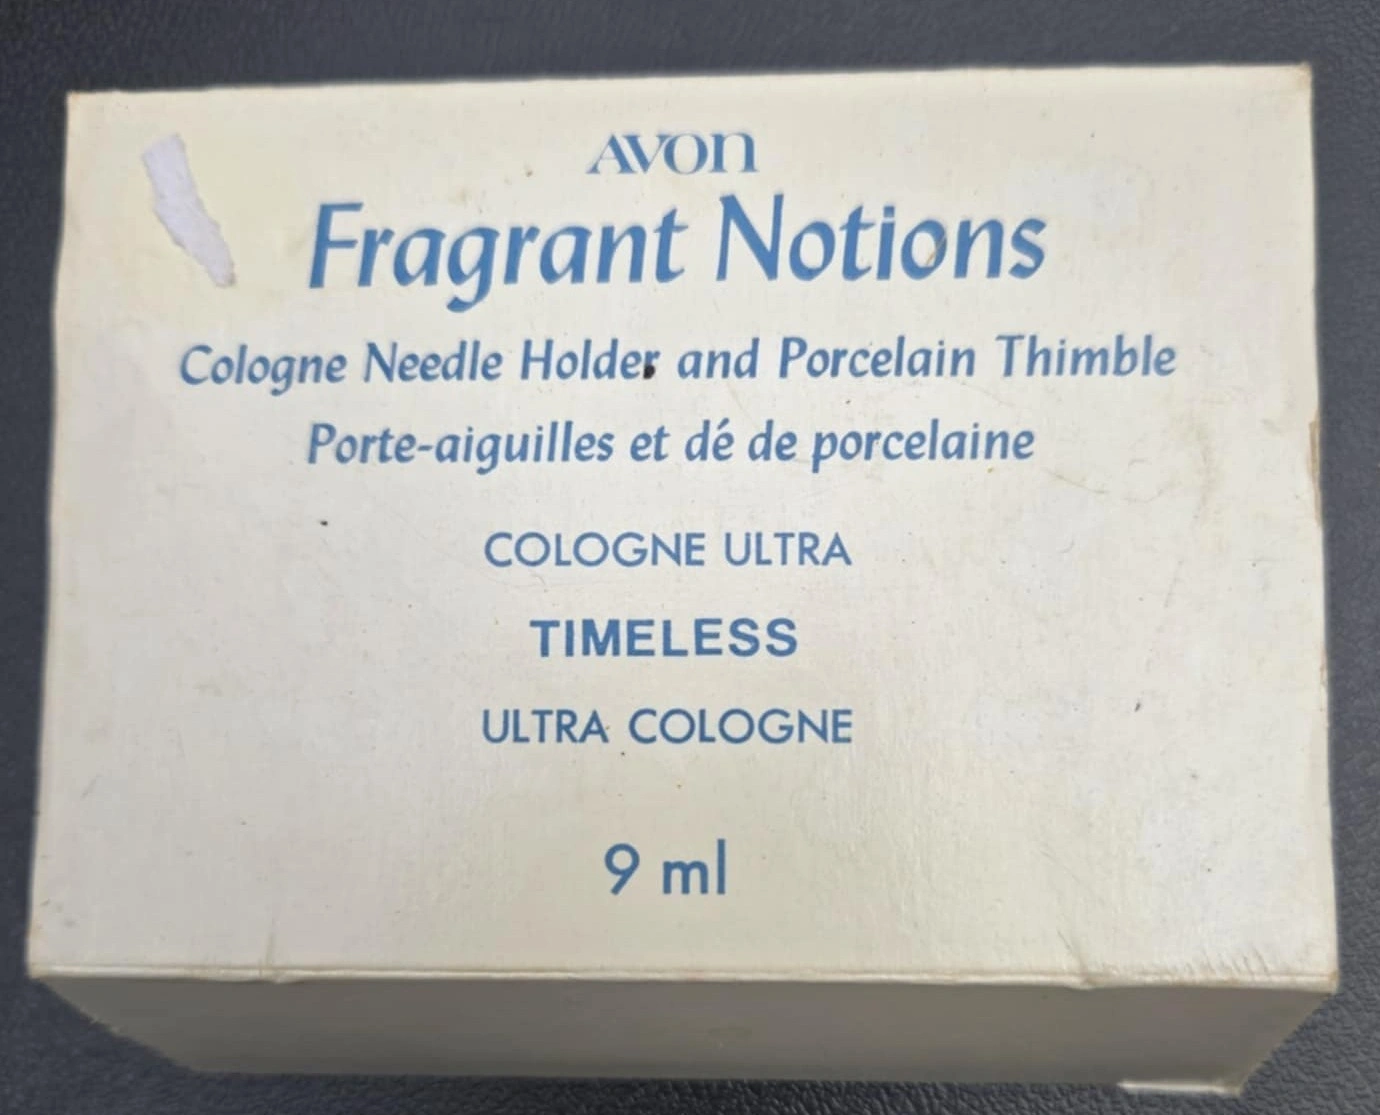 AVON
Fragrant Notions
Cologne Needle Holder and Porcelain Thimble
Porte-aiguilles et dé de porcelaine
COLOGNE ULTRA
TIMELESS
ULTRA COLOGNE
9 ml